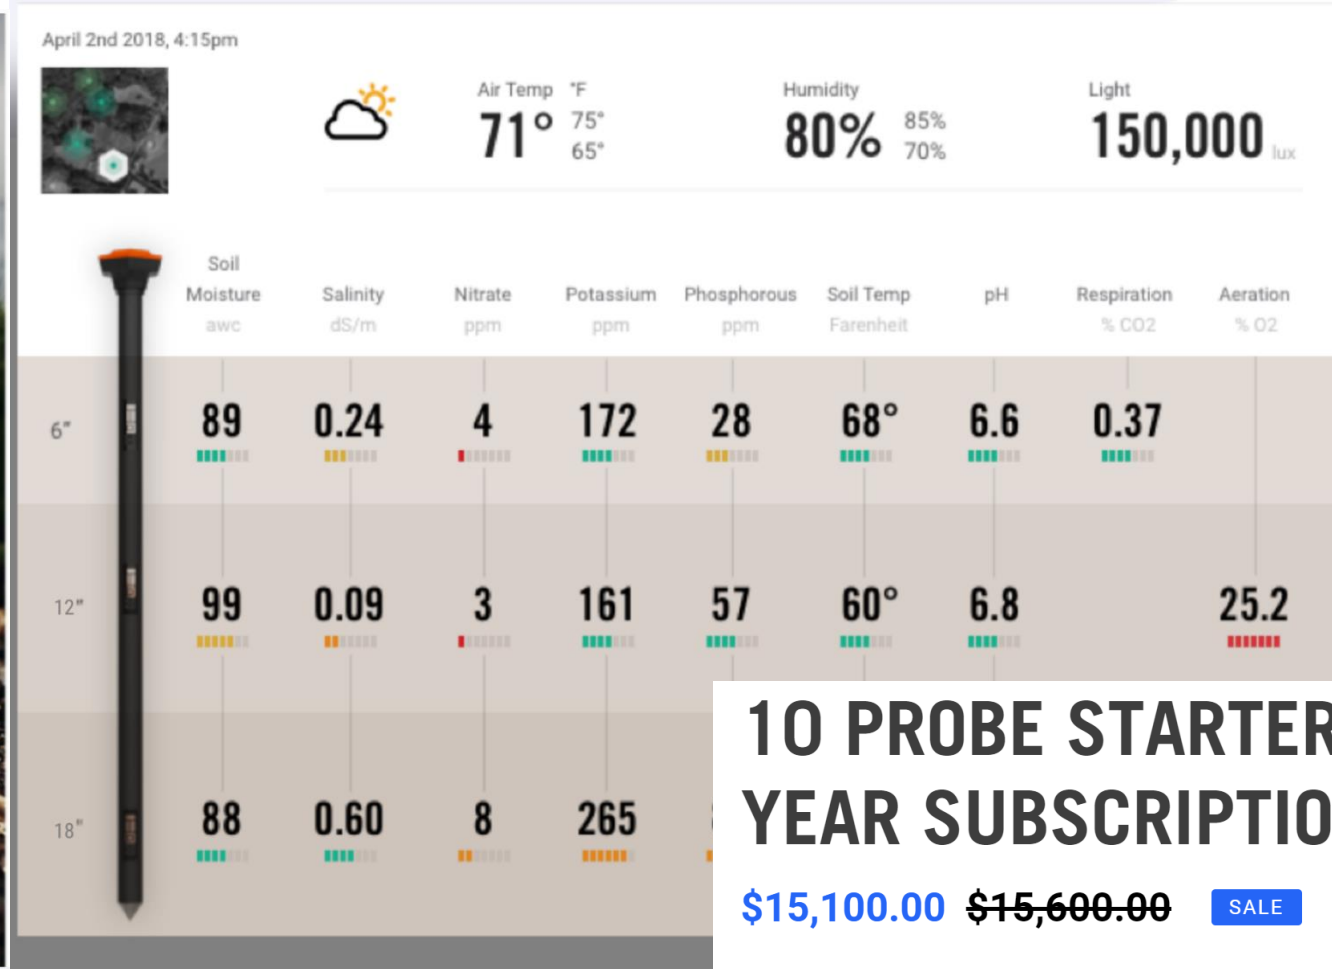 April 2nd 2018, 4:15pm
Air Temp °F
71° 75°
65°
Humidity
80% 85%
70%
Light
150,000 lux
Soil
Moisture Salinity Nitrate Potassium Phosphorous Soil Temp pH Respiration Aeration
awc dS/m ppm ppm ppm Farenheit % CO2 % O2
6" 89 0.24 4 172 28 68° 6.6 0.37
12" 99 0.09 3 161 57 60° 6.8 25.2
18" 88 0.60 8 265
10 PROBE STARTER
YEAR SUBSCRIPTIO
$15,100.00 $15,600.00 SALE